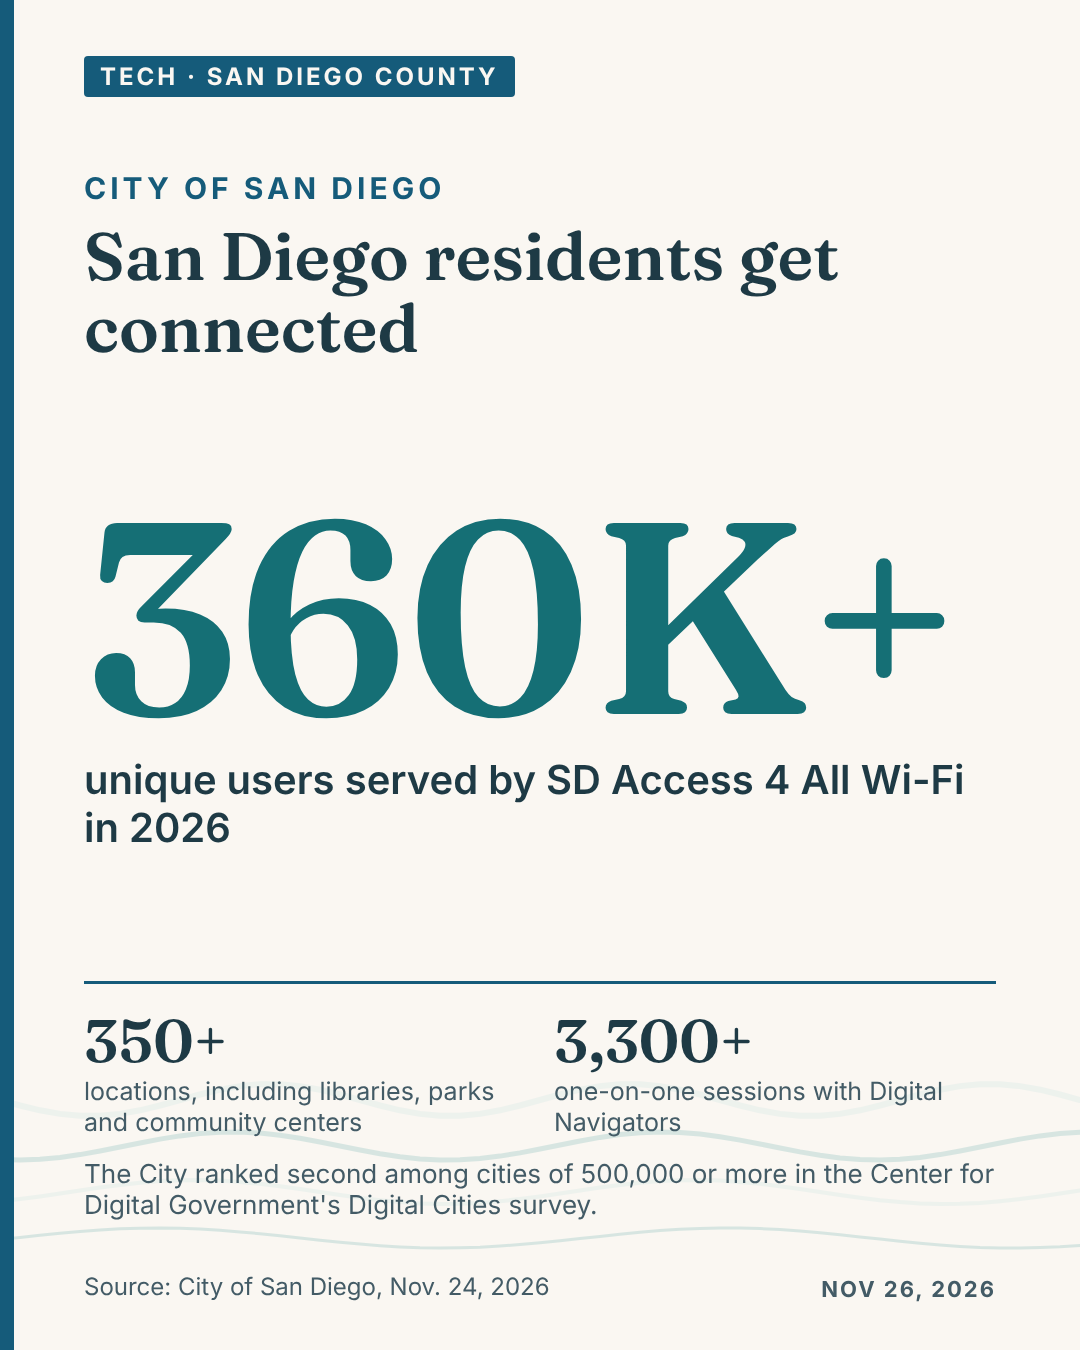 TECH · SAN DIEGO COUNTY
CITY OF SAN DIEGO
San Diego residents get
connected
360K+
unique users served by SD Access 4 All Wi-Fi
in 2026
350+
locations, including libraries, parks
and community centers
3,300+
one-on-one sessions with Digital
Navigators
The City ranked second among cities of 500,000 or more in the Center for
Digital Government's Digital Cities survey.
Source: City of San Diego, Nov. 24, 2026
NOV 26, 2026